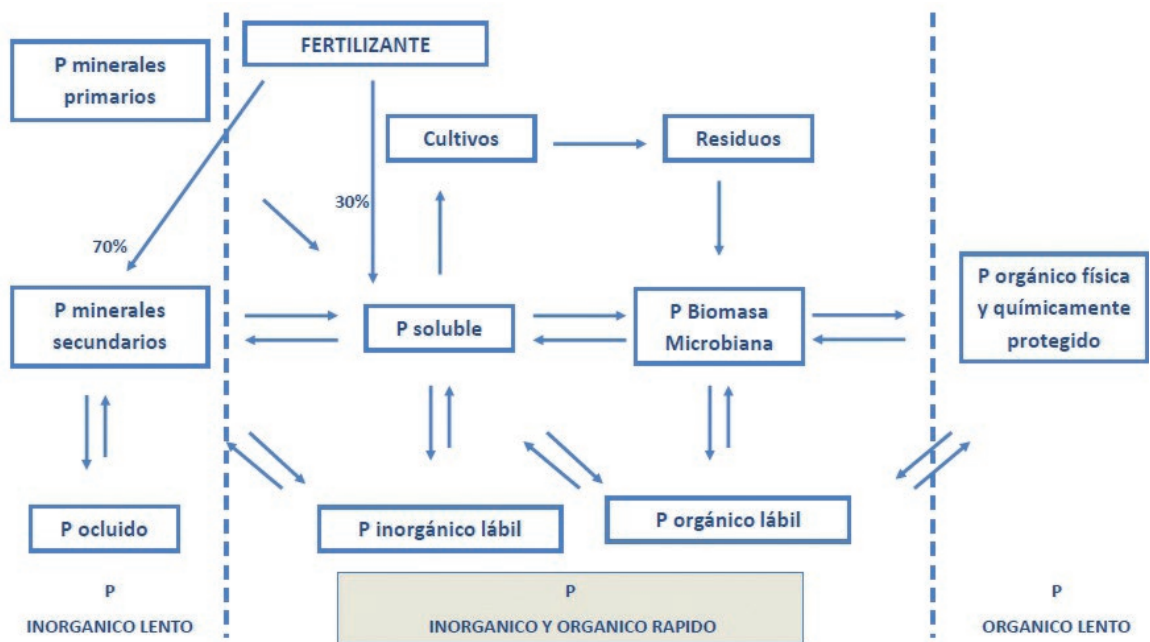 FERTILIZANTE
P minerales
primarios
Cultivos
Residuos
30%
70%
P minerales
secundarios
P soluble
P Biomasa
Microbiana
P orgánico física
y químicamente
protegido
P ocluido
P inorgánico lábil
P orgánico lábil
P
INORGANICO LENTO
P
INORGANICO Y ORGANICO RAPIDO
P
ORGANICO LENTO